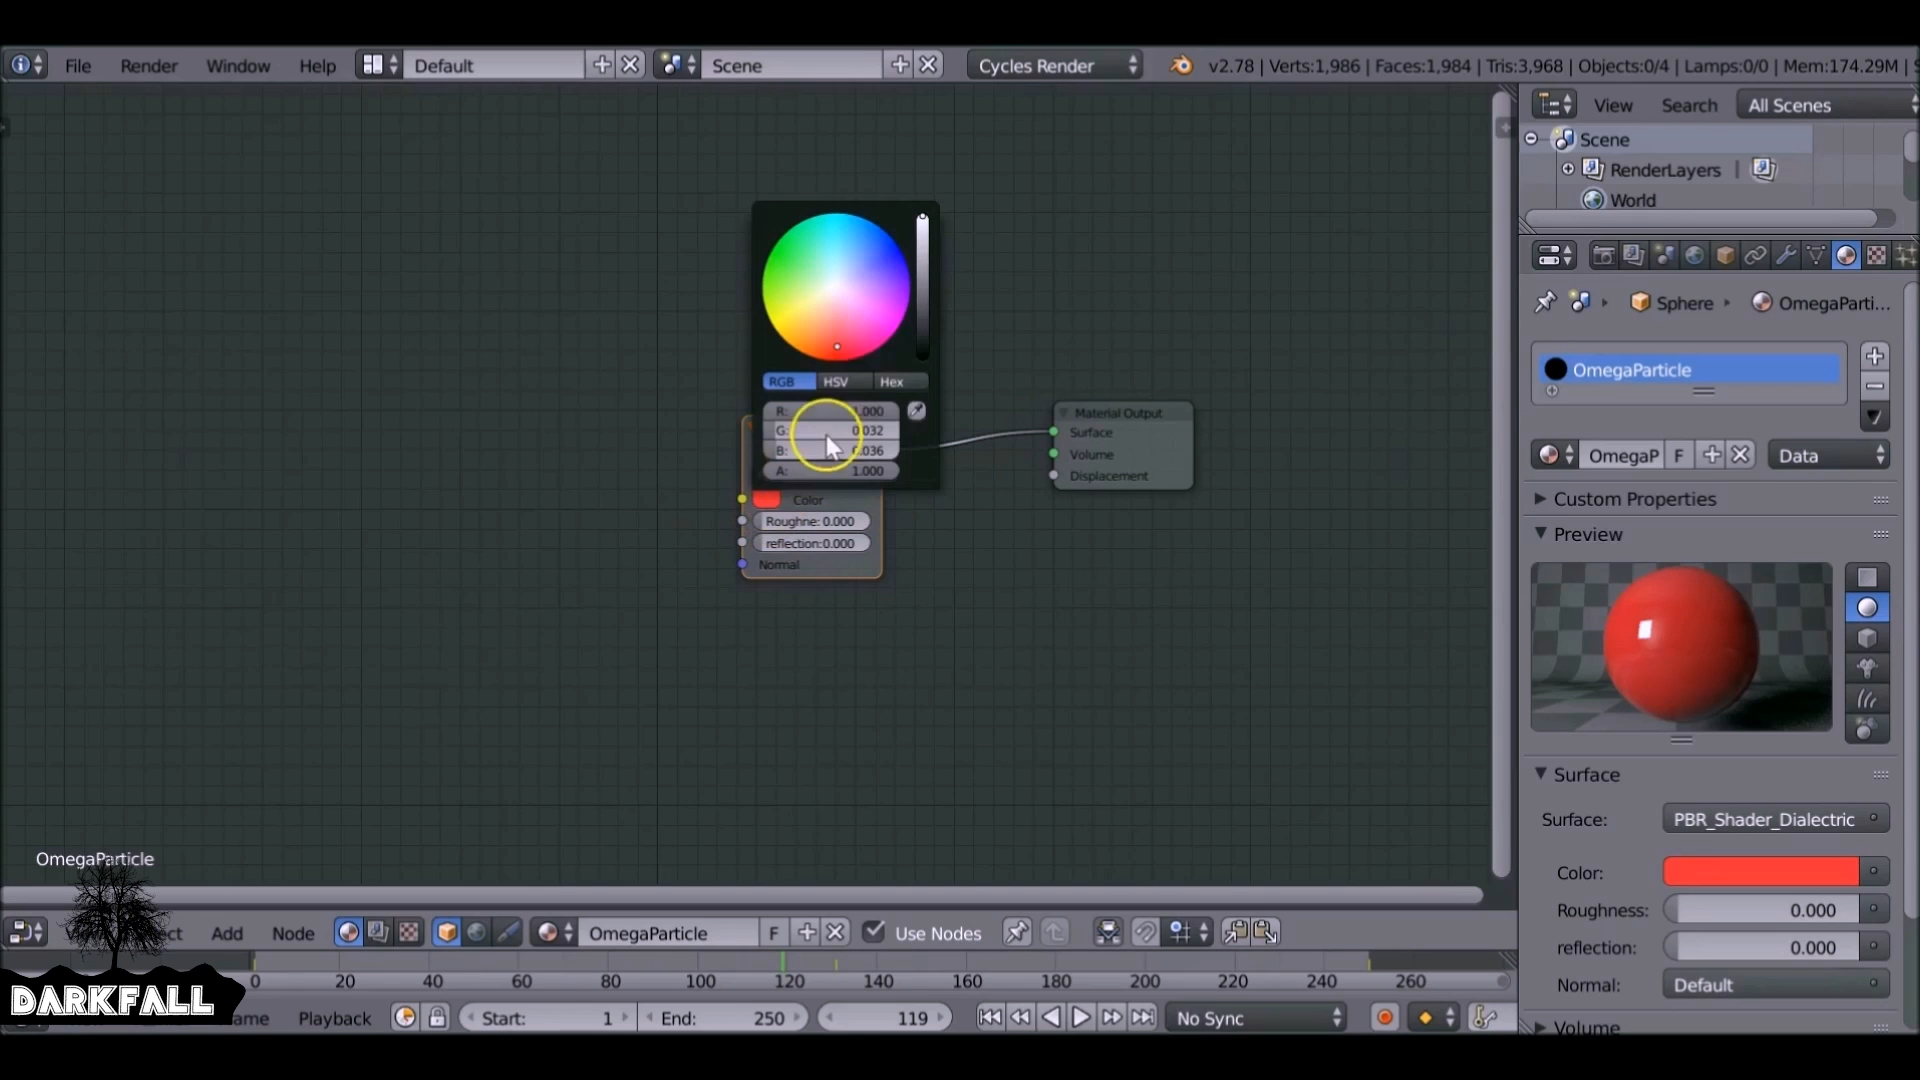 File Render Window Help Default Scene Cycles Render v2.78 | Verts:1,986 | Faces:1,984 | Tris:3,968 | Objects:0/4 | Lamps:0/0 | Mem:174.29M |
View Search All Scenes
Scene
RenderLayers |
World
Sphere OmegaParti...
OmegaParticle
OmegaP F Data
Custom Properties
Preview
Surface
Surface: PBR_Shader_Dialectric
Color:
Roughness: 0.000
reflection: 0.000
Normal: Default
Volume
RGB HSV Hex
R: 1.000
G: 0.032
B: 0.036
A: 1.000
Color
Roughne: 0.000
reflection:0.000
Normal
Material Output
Surface
Volume
Displacement
OmegaParticle
Add Node OmegaParticle F Use Nodes
0 20 40 60 80 100 120 140 160 180 200 220 240 260
DARKFALL
Playback Start: 1 End: 250 119 No Sync